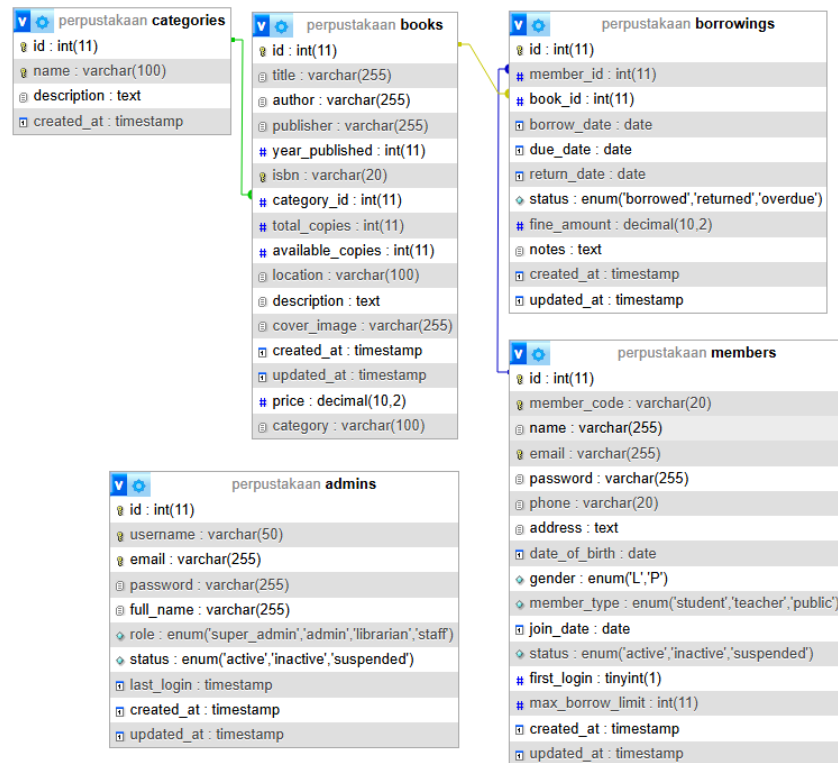 perpustakaan categories
id : int(11)
name : varchar(100)
description : text
created_at : timestamp
perpustakaan books
id : int(11)
title : varchar(255)
author : varchar(255)
publisher : varchar(255)
year_published : int(11)
isbn : varchar(20)
category_id : int(11)
total_copies : int(11)
available_copies : int(11)
location : varchar(100)
description : text
cover_image : varchar(255)
created_at : timestamp
updated_at : timestamp
price : decimal(10,2)
category : varchar(100)
perpustakaan borrowings
id : int(11)
member_id : int(11)
book_id : int(11)
borrow_date : date
due_date : date
return_date : date
status : enum('borrowed','returned','overdue')
fine_amount : decimal(10,2)
notes : text
created_at : timestamp
updated_at : timestamp
perpustakaan members
id : int(11)
member_code : varchar(20)
name : varchar(255)
email : varchar(255)
password : varchar(255)
phone : varchar(20)
address : text
date_of_birth : date
gender : enum('L','P')
member_type : enum('student','teacher','public')
join_date : date
status : enum('active','inactive','suspended')
first_login : tinyint(1)
max_borrow_limit : int(11)
created_at : timestamp
updated_at : timestamp
perpustakaan admins
id : int(11)
username : varchar(50)
email : varchar(255)
password : varchar(255)
full_name : varchar(255)
role : enum('super_admin','admin','librarian','staff')
status : enum('active','inactive','suspended')
last_login : timestamp
created_at : timestamp
updated_at : timestamp